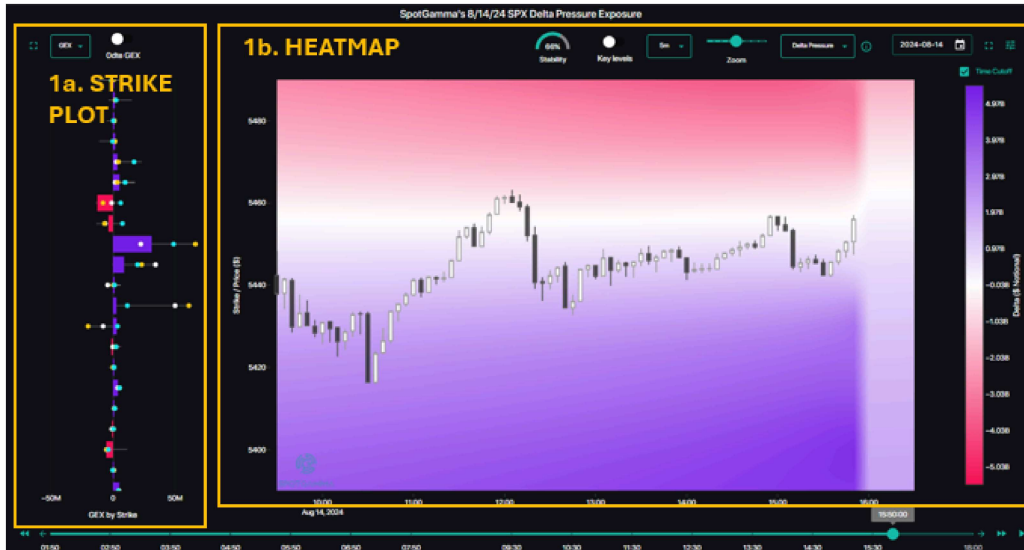 SpotGamma's 8/14/24 SPX Delta Pressure Exposure
1a. STRIKE
PLOT
GEX
Odte GEX
-50M
0
50M
GEX by Strike
1b. HEATMAP
66%
Stability
Key levels
5m
Zoom
Delta Pressure
2024-08-14
Time Cutoff
Strike / Price ($)
5480
5460
5440
5420
5400
10:00
11:00
12:00
13:00
14:00
15:00
16:00
Aug 14, 2024
4.97B
3.97B
2.97B
1.97B
0.97B
-0.03B
-1.03B
-2.03B
-3.03B
-4.03B
-5.03B
Delta ($ Notional)
15:50:00
01:50
02:50
04:50
05:50
06:50
07:50
09:30
10:30
11:30
12:30
13:30
14:30
15:30
18:00